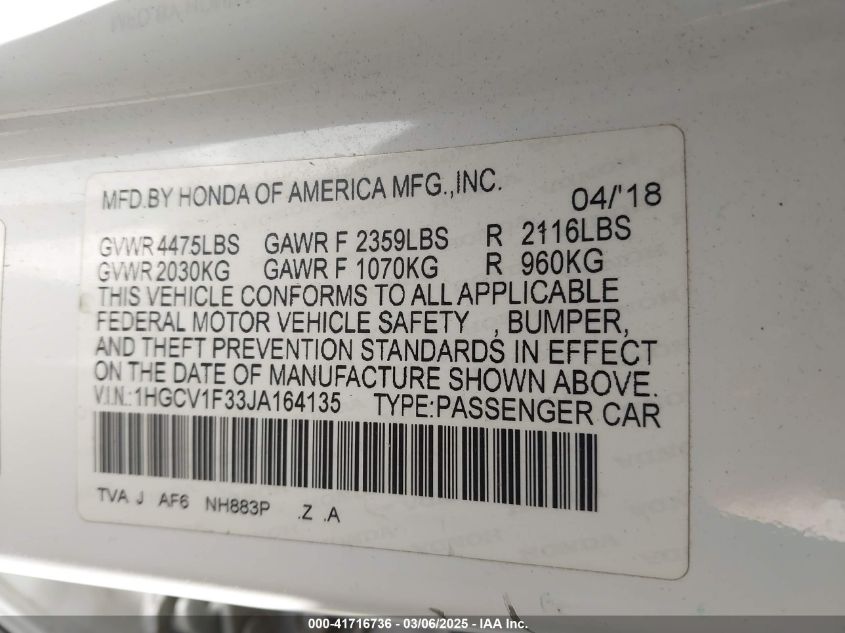 MFD.BY HONDA OF AMERICA MFG.,INC. 04/'18
GVWR 4475LBS GAWR F 2359LBS R 2116LBS
GVWR 2030KG GAWR F 1070KG R 960KG
THIS VEHICLE CONFORMS TO ALL APPLICABLE
FEDERAL MOTOR VEHICLE SAFETY , BUMPER,
AND THEFT PREVENTION STANDARDS IN EFFECT
ON THE DATE OF MANUFACTURE SHOWN ABOVE.
V.I.N.:1HGCV1F33JA164135 TYPE:PASSENGER CAR
TVA J AF6 NH883P .Z .A
000-41716736 - 03/06/2025 - IAA Inc.